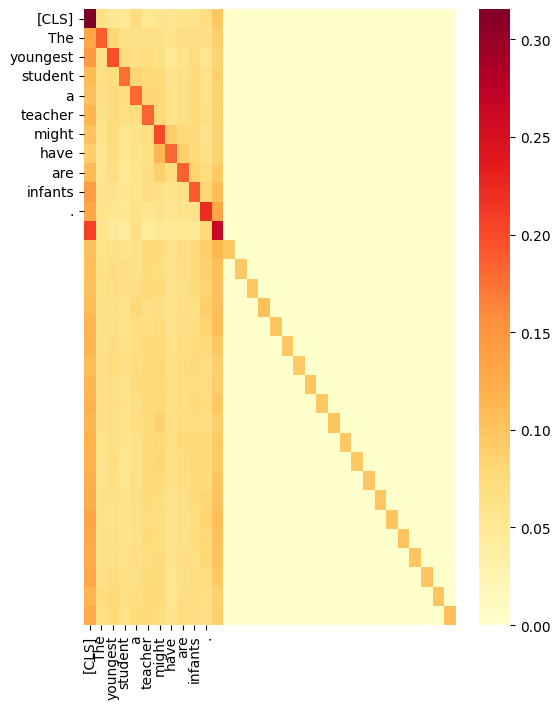 [CLS]
The
youngest
student
a
teacher
might
have
are
infants
.
[CLS]
The
youngest
student
a
teacher
might
have
are
infants
.
0.30
0.25
0.20
0.15
0.10
0.05
0.00